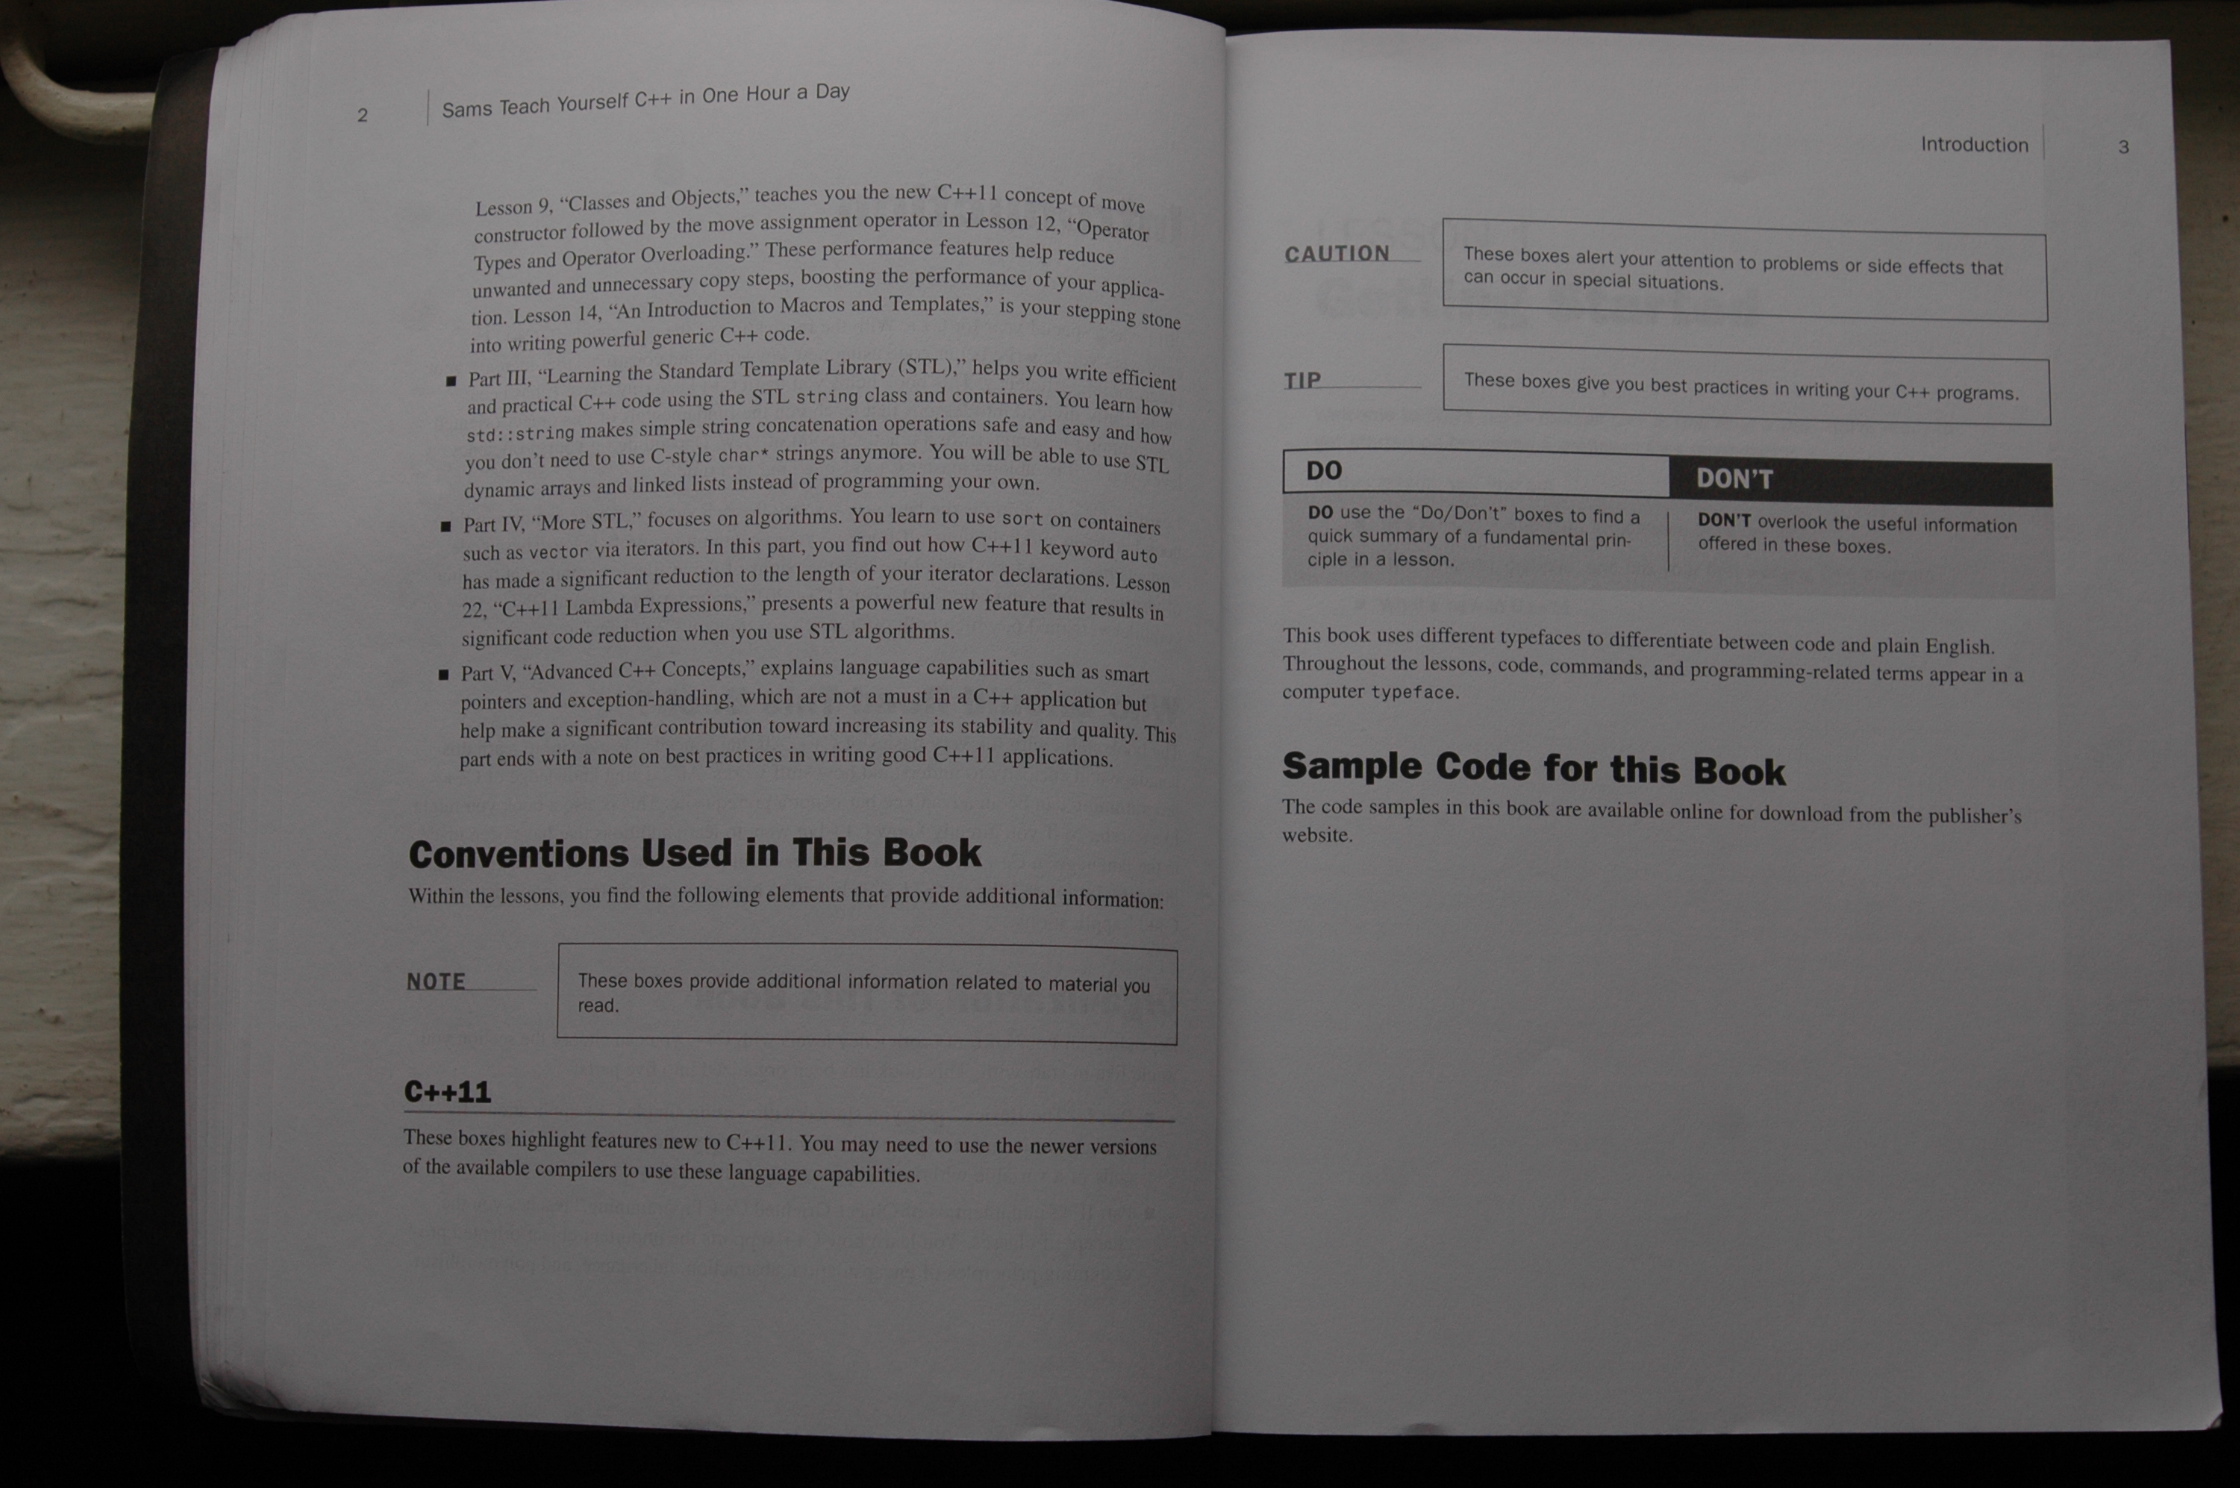 2
Sams Teach Yourself C++ in One Hour a Day
Lesson 9, “Classes and Objects,” teaches you the new C++11 concept of move
constructor followed by the move assignment operator in Lesson 12, “Operator
Types and Operator Overloading.” These performance features help reduce
unwanted and unnecessary copy steps, boosting the performance of your applica-
tion. Lesson 14, “An Introduction to Macros and Templates,” is your stepping stone
into writing powerful generic C++ code.
■ Part III, “Learning the Standard Template Library (STL),” helps you write efficient
and practical C++ code using the STL string class and containers. You learn how
std::string makes simple string concatenation operations safe and easy and how
you don’t need to use C-style char* strings anymore. You will be able to use STL
dynamic arrays and linked lists instead of programming your own.
■ Part IV, “More STL,” focuses on algorithms. You learn to use sort on containers
such as vector via iterators. In this part, you find out how C++11 keyword auto
has made a significant reduction to the length of your iterator declarations. Lesson
22, “C++11 Lambda Expressions,” presents a powerful new feature that results in
significant code reduction when you use STL algorithms.
■ Part V, “Advanced C++ Concepts,” explains language capabilities such as smart
pointers and exception-handling, which are not a must in a C++ application but
help make a significant contribution toward increasing its stability and quality. This
part ends with a note on best practices in writing good C++11 applications.
Conventions Used in This Book
Within the lessons, you find the following elements that provide additional information:
NOTE
These boxes provide additional information related to material you
read.
C++11
These boxes highlight features new to C++11. You may need to use the newer versions
of the available compilers to use these language capabilities.
Introduction
3
CAUTION
These boxes alert your attention to problems or side effects that
can occur in special situations.
TIP
These boxes give you best practices in writing your C++ programs.
DO
DO use the “Do/Don’t” boxes to find a
quick summary of a fundamental prin-
ciple in a lesson.
DON’T
DON’T overlook the useful information
offered in these boxes.
This book uses different typefaces to differentiate between code and plain English.
Throughout the lessons, code, commands, and programming-related terms appear in a
computer typeface.
Sample Code for this Book
The code samples in this book are available online for download from the publisher’s
website.